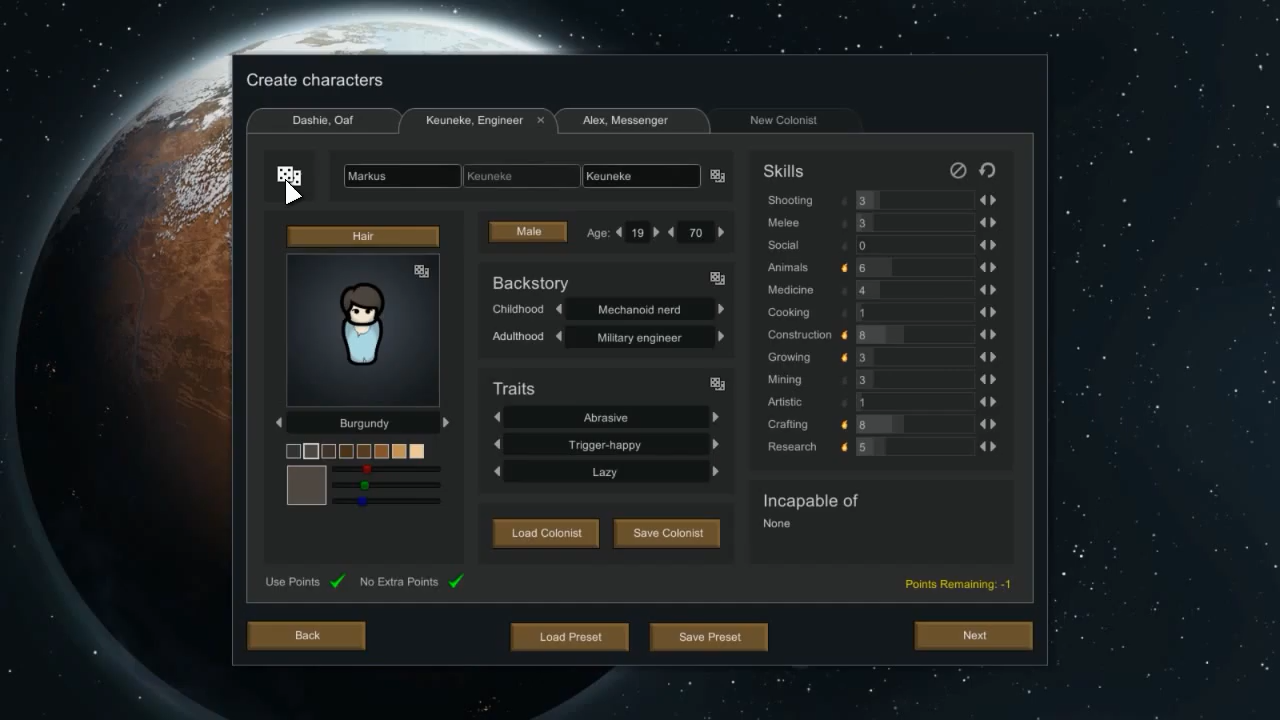 Create characters
Dashie, Oaf
Keuneke, Engineer
Alex, Messenger
New Colonist
Markus
Keuneke
Keuneke
Hair
Burgundy
Male
Age: 19 70
Backstory
Childhood Mechanoid nerd
Adulthood Military engineer
Traits
Abrasive
Trigger-happy
Lazy
Load Colonist
Save Colonist
Skills
Shooting 3
Melee 3
Social 0
Animals 6
Medicine 4
Cooking 1
Construction 8
Growing 3
Mining 3
Artistic 1
Crafting 8
Research 5
Incapable of
None
Use Points
No Extra Points
Points Remaining: -1
Back
Load Preset
Save Preset
Next